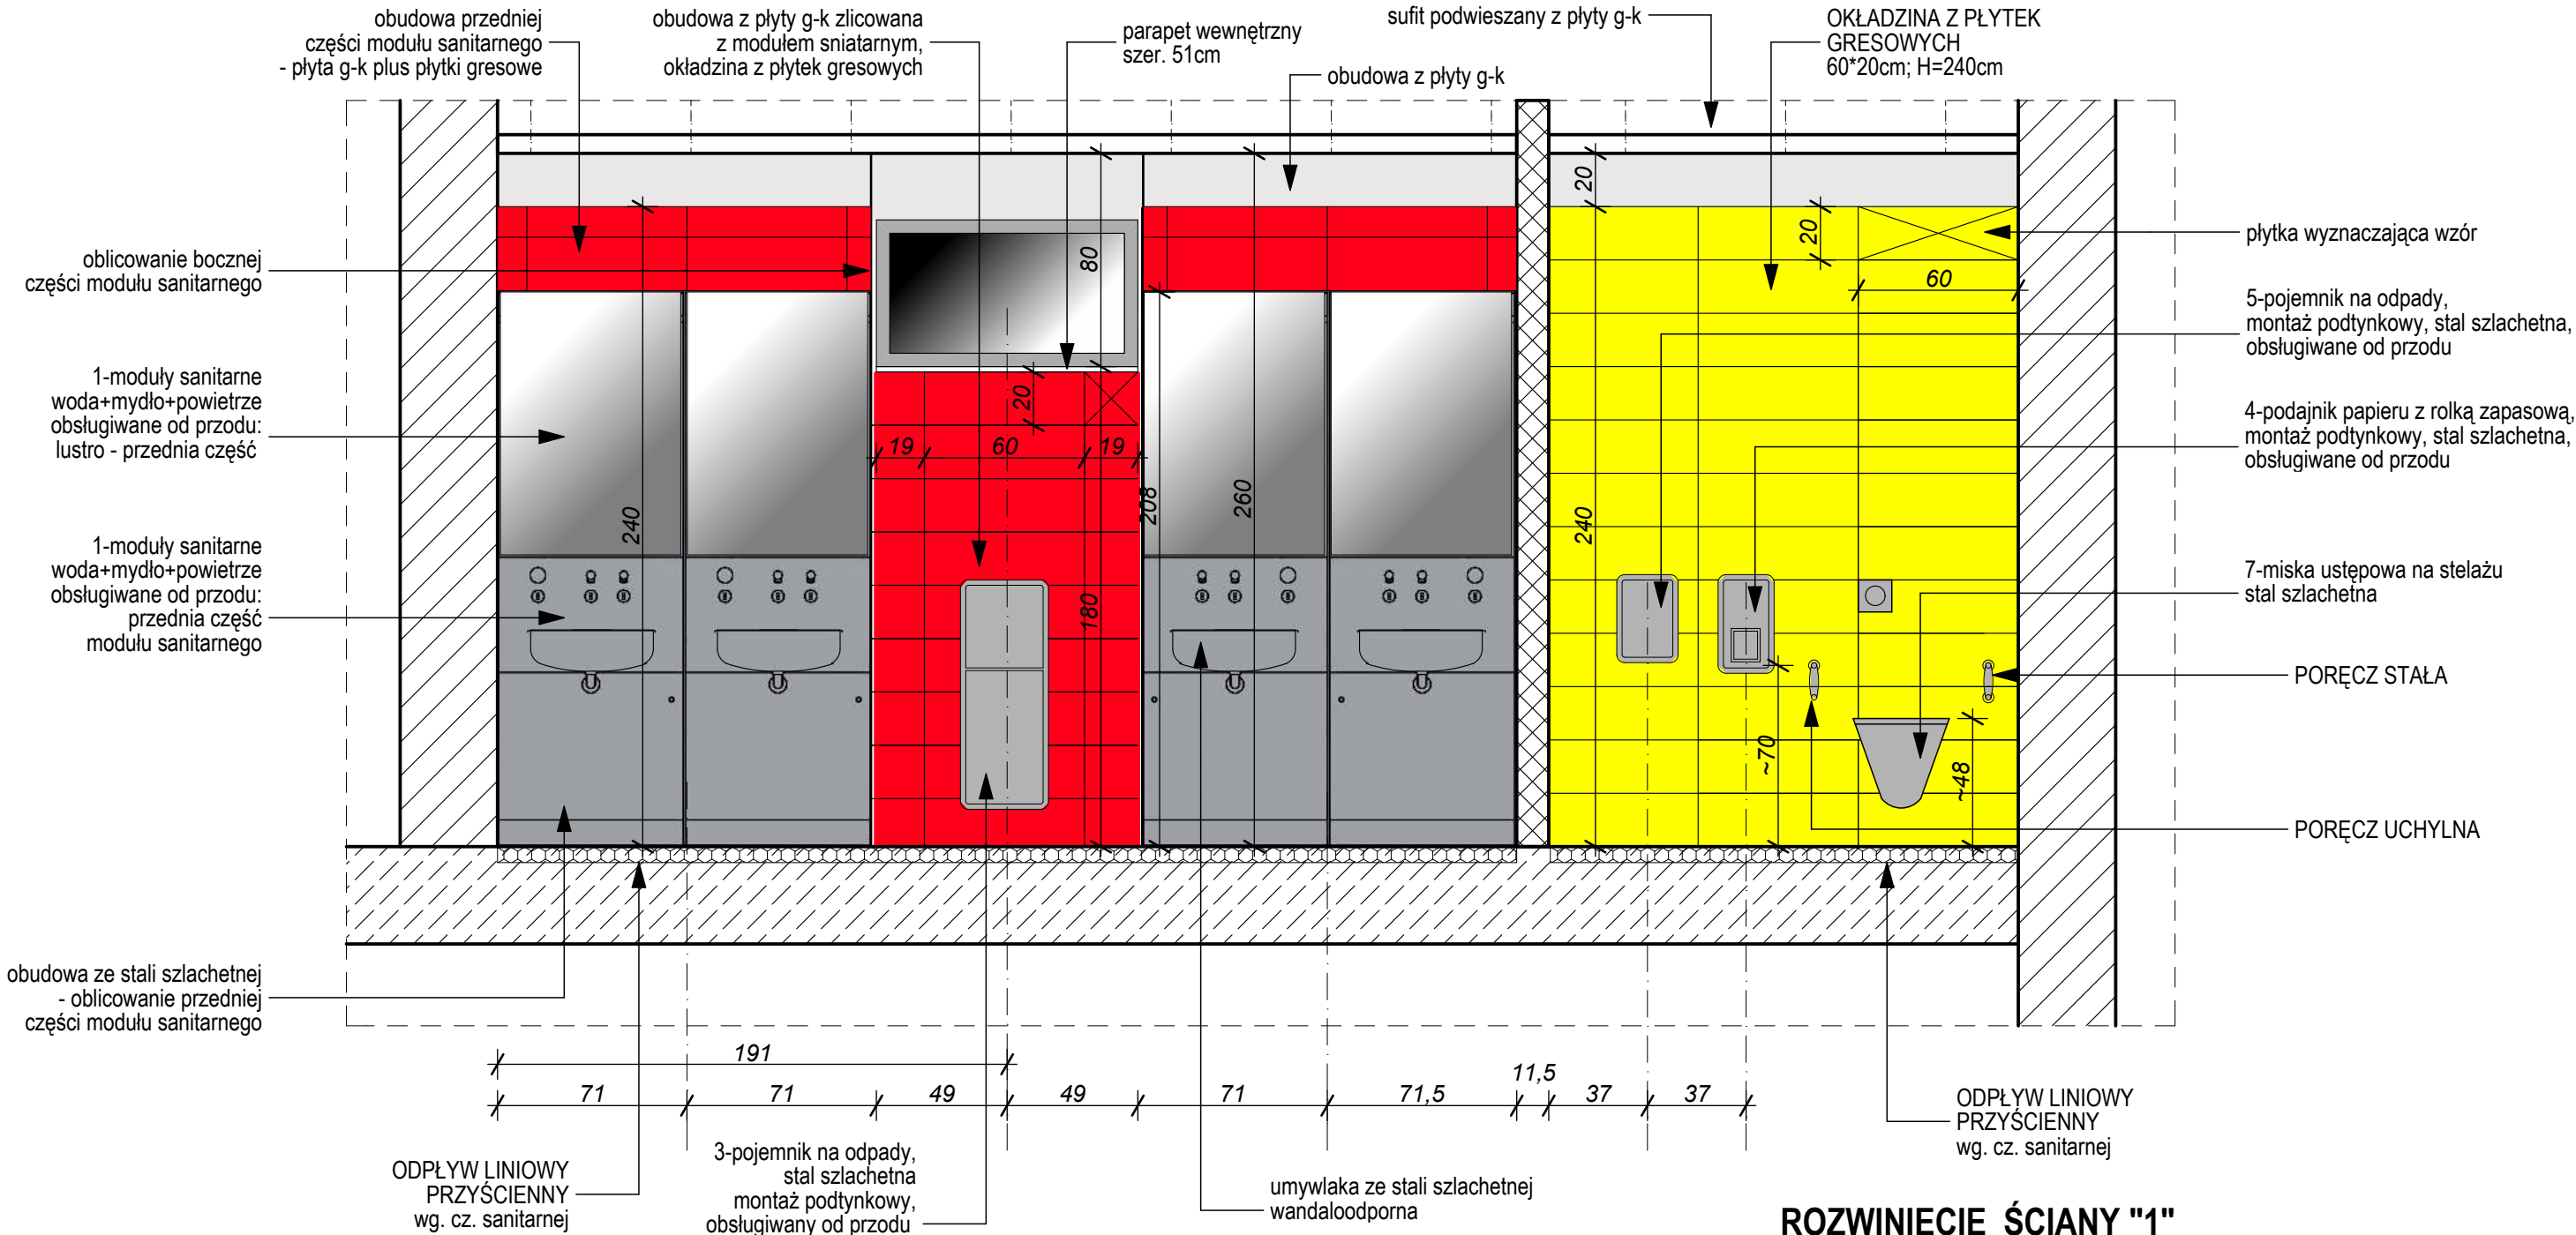 obudowa przedniej
części modułu sanitarnego
- płyta g-k plus płytki gresowe
obudowa z płyty g-k zlicowana
z modułem sniatarnym,
okładzina z płytek gresowych
parapet wewnętrzny
szer. 51cm
obudowa z płyty g-k
sufit podwieszany z płyty g-k
OKŁADZINA Z PŁYTEK
GRESOWYCH
60*20cm; H=240cm
oblicowanie bocznej
części modułu sanitarnego
1-moduły sanitarne
woda+mydło+powietrze
obsługiwane od przodu:
lustro - przednia część
1-moduły sanitarne
woda+mydło+powietrze
obsługiwane od przodu:
przednia część
modułu sanitarnego
obudowa ze stali szlachetnej
- oblicowanie przedniej
części modułu sanitarnego
240
80
20
19
60
19
208
260
180
20
20
60
240
~70
~48
płytka wyznaczająca wzór
5-pojemnik na odpady,
montaż podtynkowy, stal szlachetna,
obsługiwane od przodu
4-podajnik papieru z rolką zapasową,
montaż podtynkowy, stal szlachetna,
obsługiwane od przodu
7-miska ustępowa na stelażu
stal szlachetna
PORĘCZ STAŁA
PORĘCZ UCHYLNA
191
71
71
49
49
71
71,5
11,5
37
37
ODPŁYW LINIOWY
PRZYŚCIENNY
wg. cz. sanitarnej
3-pojemnik na odpady,
stal szlachetna
montaż podtynkowy,
obsługiwany od przodu
umywlaka ze stali szlachetnej
wandaloodporna
ODPŁYW LINIOWY
PRZYŚCIENNY
wg. cz. sanitarnej
ROZWINIECIE ŚCIANY "1"